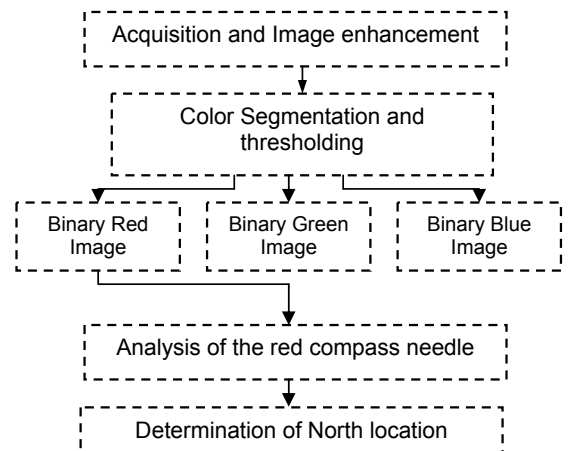 Acquisition and Image enhancement
Color Segmentation and
thresholding
Binary Red
Image
Binary Green
Image
Binary Blue
Image
Analysis of the red compass needle
Determination of North location